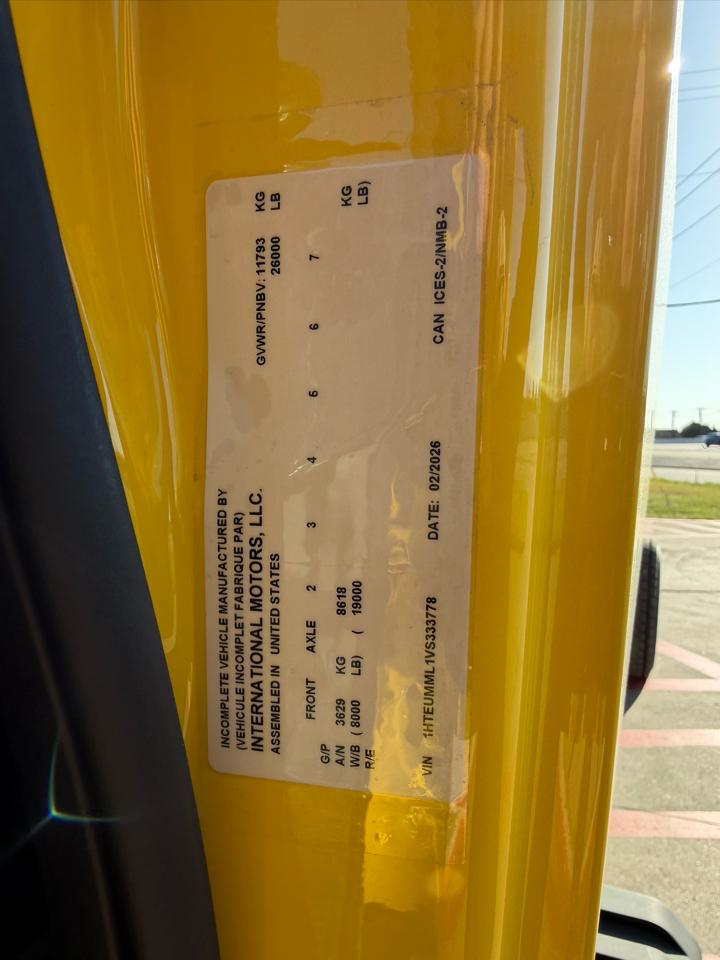 INCOMPLETE VEHICLE MANUFACTURED BY
(VEHICULE INCOMPLET FABRIQUE PAR)
INTERNATIONAL MOTORS, LLC.
ASSEMBLED IN UNITED STATES
GVWR/PNBV: 11793 KG
26000 LB
FRONT AXLE 2 3 4 6 6 7
G/P
A/N 3629 KG 8618 KG
W/B ( 8000 LB) ( 19000 LB)
R/E
VIN 1HTEUMML1VS333778 DATE: 02/2026 CAN ICES-2/NMB-2